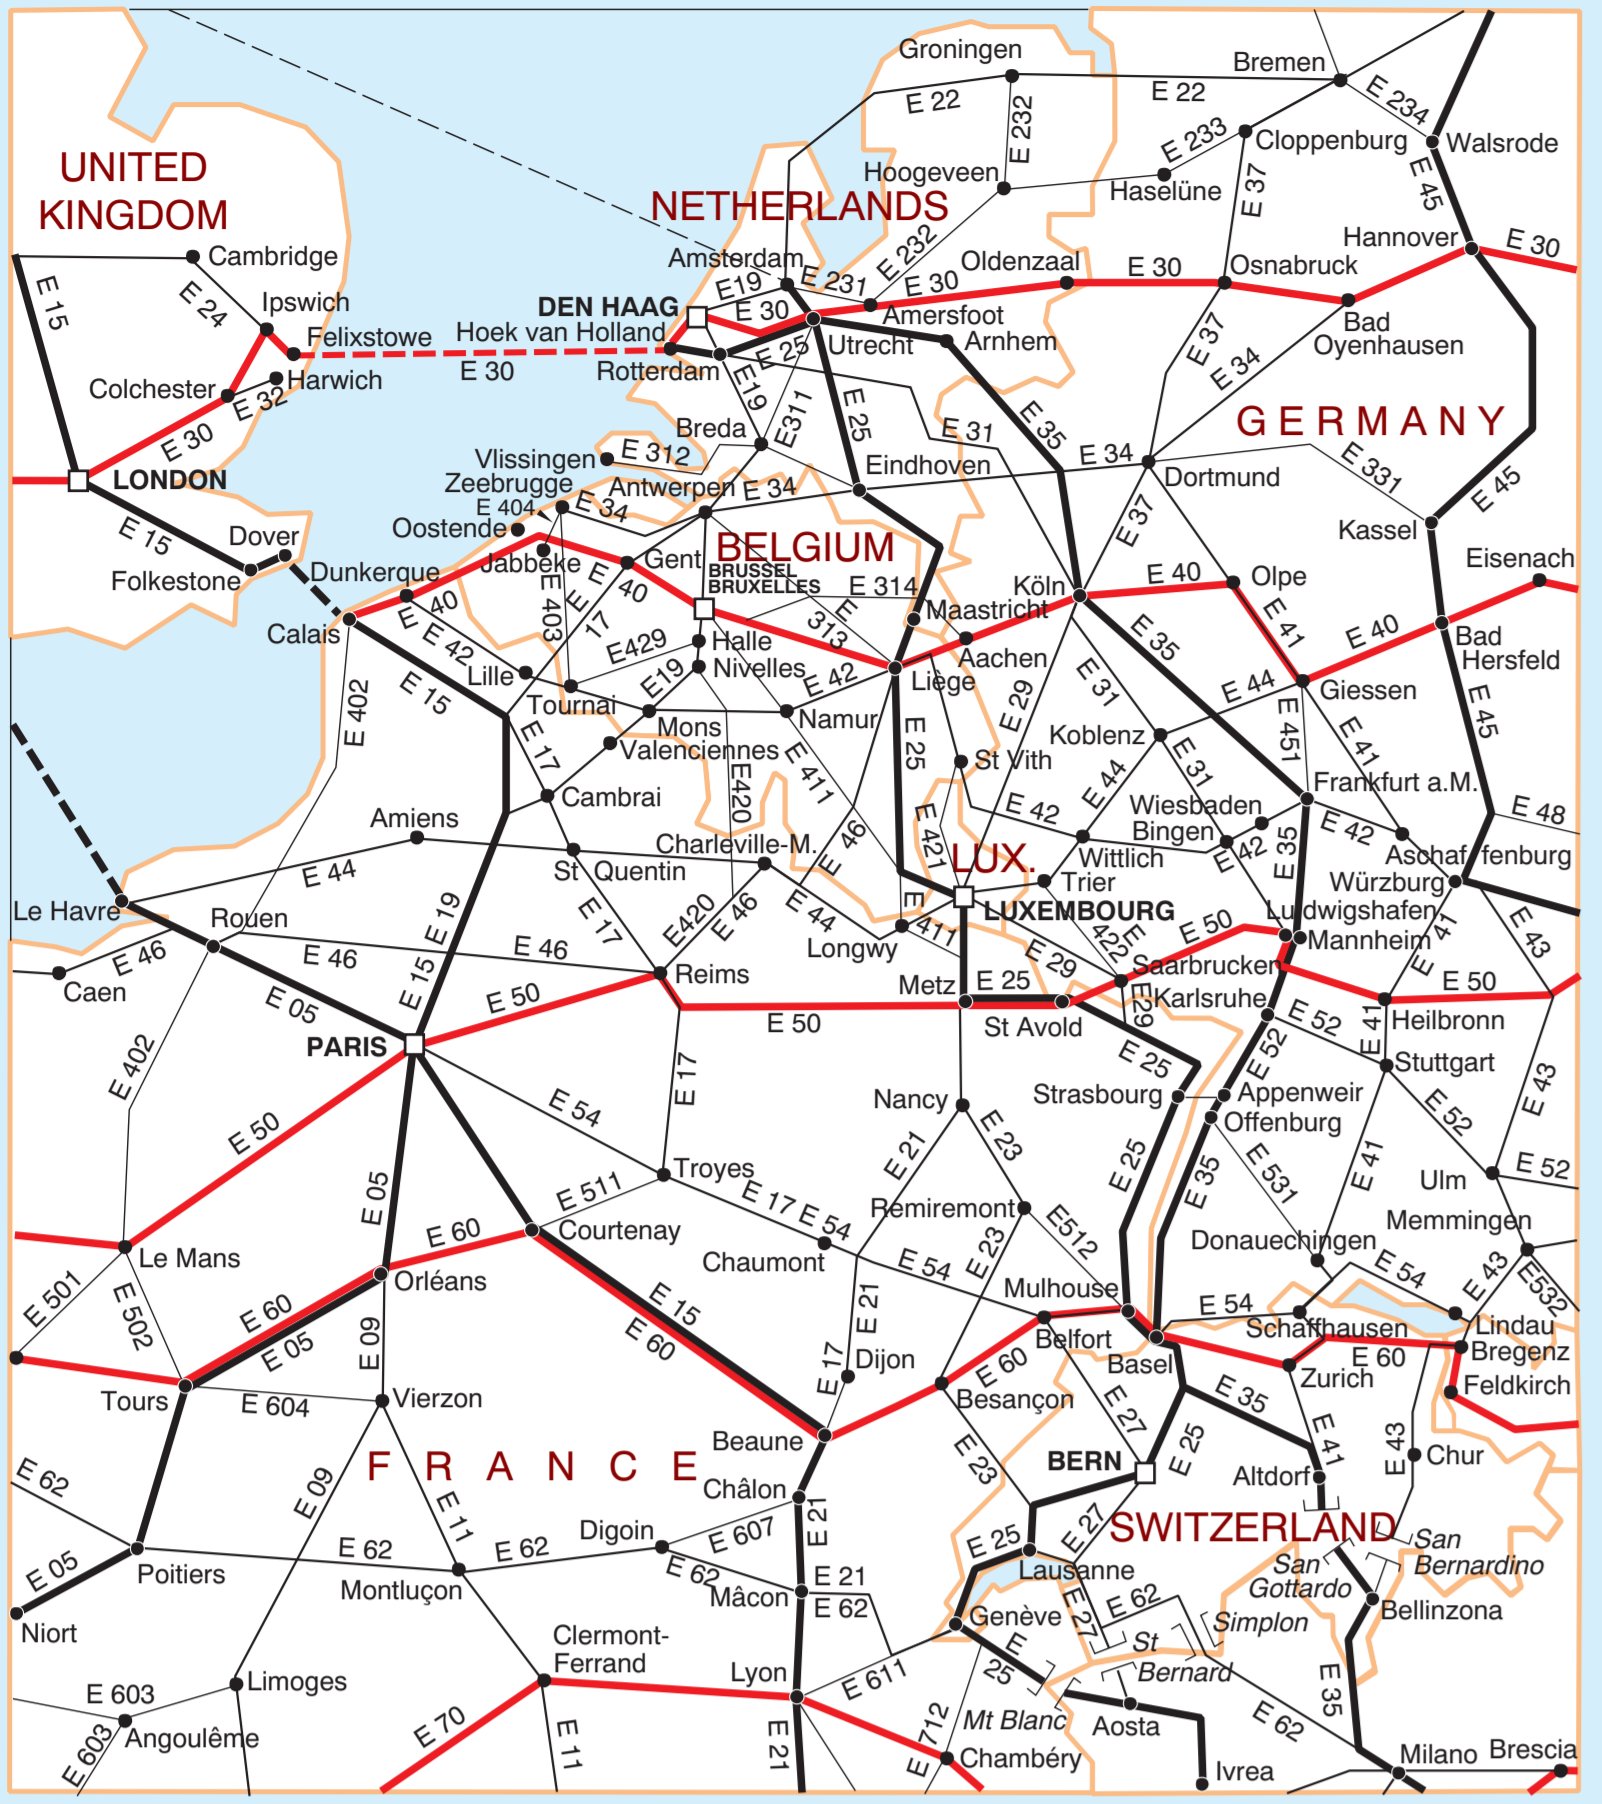 Groningen
Bremen
E 22
E 22
E 234
E 232
E 233
Cloppenburg
Walsrode
UNITED
KINGDOM
Hoogeveen
Haselüne
E 37
E 45
NETHERLANDS
Cambridge
Amsterdam
E 232
Oldenzaal
Hannover
E 30
E 15
E 24
Ipswich
E19
E 231
E 30
E 30
Osnabruck
DEN HAAG
E 30
Amersfoot
Bad
Oyenhausen
Felixstowe
Hoek van Holland
Utrecht
Arnhem
E 30
Rotterdam
E 25
E 37
E 34
Colchester
E 32
Harwich
E19
E311
E 25
E 35
E 31
GERMANY
E 30
Breda
E 312
Vlissingen
Eindhoven
E 34
Dortmund
E 331
LONDON
Zeebrugge
E 404
E 34
Antwerpen
E 34
E 45
E 15
Dover
Oostende
E 37
Kassel
Folkestone
Dunkerque
Jabbeke
Gent
BELGIUM
BRUSSEL
BRUXELLES
E 314
Köln
E 40
Olpe
Eisenach
Calais
E 40
E 403
E 17
E 40
E 313
Maastricht
E 35
E 41
E 40
Bad
Hersfeld
E 42
E429
Halle
Aachen
Lille
E19
Nivelles
E 42
Liège
E 31
E 44
Giessen
E 402
E 15
Tournai
Mons
Namur
E 25
E 29
E 451
E 41
E 45
E 17
Valenciennes
St Vith
Koblenz
E 31
Cambrai
E420
E 411
E 44
Frankfurt a.M.
E 42
Wiesbaden
E 48
Amiens
Charleville-M.
E 46
E 421
Bingen
E 42
E 35
E 42
Aschaffenburg
E 44
St Quentin
LUX.
Wittlich
Trier
Würzburg
Le Havre
Rouen
E 19
E 17
E420
E 46
E 44
E 411
LUXEMBOURG
E 50
Ludwigshafen
E 41
E 43
E 46
E 46
E 46
Longwy
E 29
E 422
Mannheim
Caen
E 05
E 15
E 50
Reims
Metz
E 25
Saarbrucken
Karlsruhe
E 50
E 50
St Avold
E29
E 52
Heilbronn
E 41
PARIS
E 402
E 17
E 25
E 52
Stuttgart
E 54
Nancy
Strasbourg
Appenweir
Offenburg
E 52
E 43
E 50
E 21
E 23
E 25
E 35
E 531
E 41
Troyes
E 511
E 17
E 54
Ulm
E 52
E 05
Remiremont
Memmingen
Le Mans
E 60
Courtenay
Chaumont
E 54
E 23
E512
Donauechingen
E 54
E 43
E532
E 501
E 502
Orléans
E 60
E 05
E 15
E 60
E 21
Mulhouse
E 54
Schaffhausen
Lindau
E 09
E 17
Dijon
Belfort
Basel
E 60
Bregenz
Tours
E 604
Vierzon
E 60
Besançon
E 27
Zurich
E 35
Feldkirch
Beaune
FRANCE
E 23
BERN
E 25
E 41
E 43
Chur
Altdorf
E 62
E 09
E 11
Châlon
E 21
SWITZERLAND
Digoin
E 607
E 25
E 27
San
Gottardo
San
Bernardino
E 05
Poitiers
E 62
E 62
E 62
Montluçon
Mâcon
E 21
E 62
Lausanne
E 27
E 62
Simplon
Bellinzona
Niort
Genève
St
Bernard
Clermont-
Ferrand
E 25
Lyon
E 611
E 35
E 603
Limoges
E 603
Angoulême
E 70
E 11
E 21
E 712
Mt Blanc
Aosta
E 62
Chambéry
Ivrea
Milano
Brescia